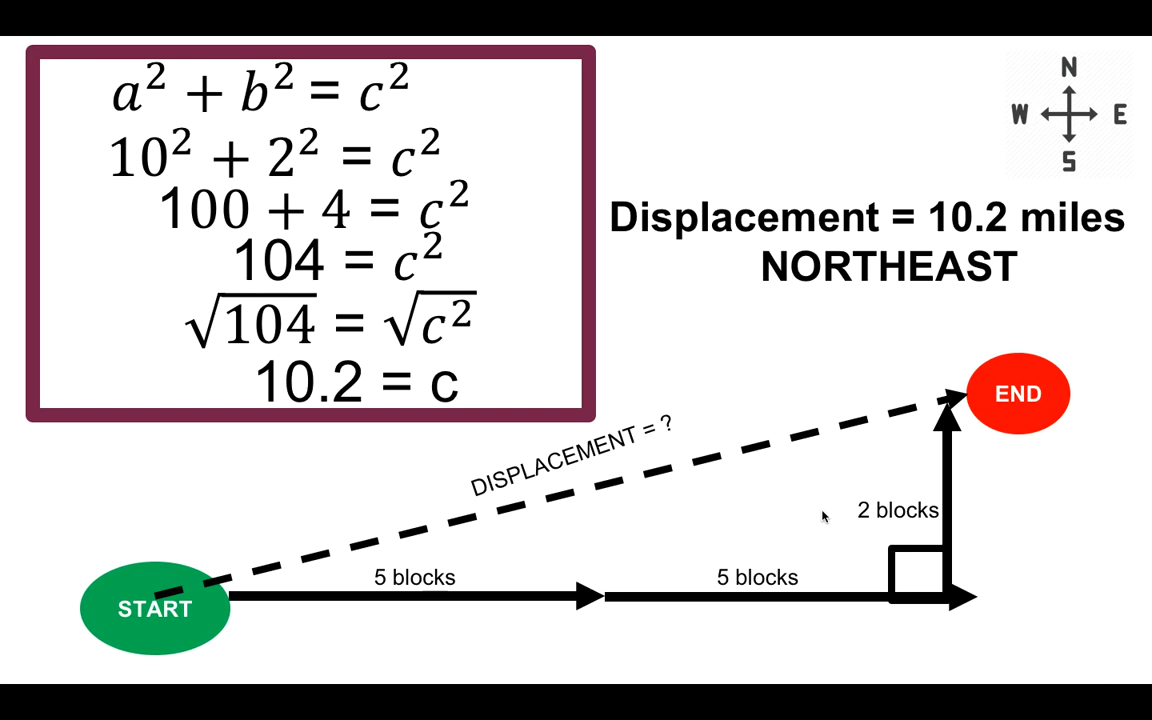 a² + b² = c²
10² + 2² = c²
100 + 4 = c²
104 = c²
√104 = √c²
10.2 = c
N
W E
S
Displacement = 10.2 miles
NORTHEAST
END
DISPLACEMENT = ?
2 blocks
5 blocks
5 blocks
START